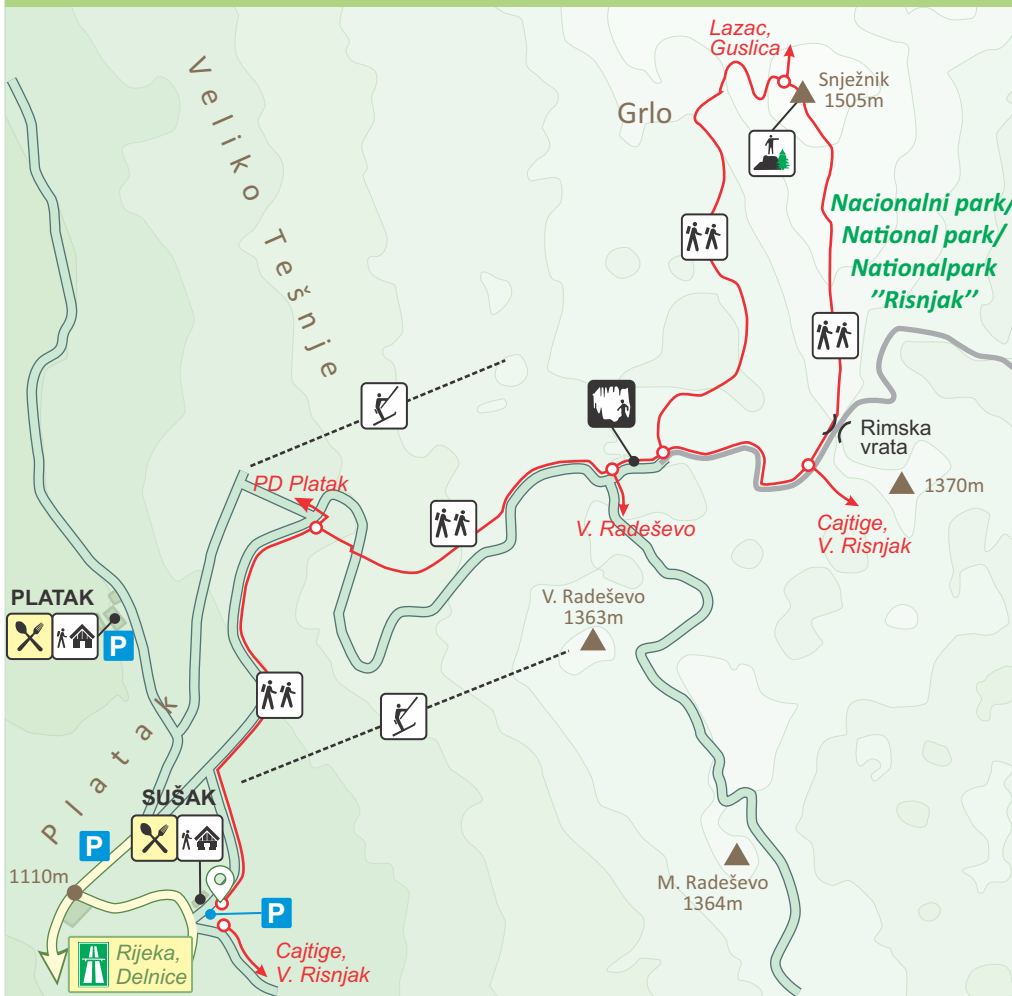 Lazac,
Guslica
Snježnik
1505m
Grlo
Veliko Tešnje
Nacionalni park/
National park/
Nationalpark
"Risnjak"
Rimska
vrata
1370m
PD Platak
V. Radeševo
Cajtige,
V. Risnjak
PLATAK
P
V. Radeševo
1363m
Platak
SUŠAK
P
1110m
M. Radeševo
1364m
P
Rijeka,
Delnice
Cajtige,
V. Risnjak